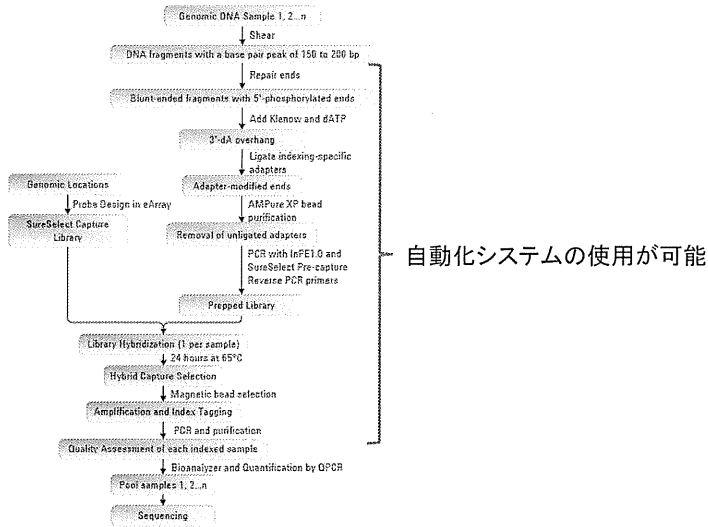 Genomic DNA Sample 1, 2...n
Shear
DNA fragments with a base pair peak of 150 to 200 bp
Repair ends
Blunt-ended fragments with 5'-phosphorylated ends
Add Klenow and dATP
3'-dA overhang
Ligate indexing-specific
adapters
Adapter-modified ends
AMPure XP bead
purification
Removal of unligated adapters
PCR with InPE1.0 and
SureSelect Pre-capture
Reverse PCR primers
Prepped Library
Genomic Locations
Probe Design in eArray
SureSelect Capture
Library
Library Hybridization (1 per sample)
24 hours at 65°C
Hybrid Capture Selection
Magnetic bead selection
Amplification and Index Tagging
PCR and purification
Quality Assessment of each indexed sample
Bioanalyzer and Quantification by QPCR
Pool samples 1, 2...n
Sequencing
自動化システムの使用が可能